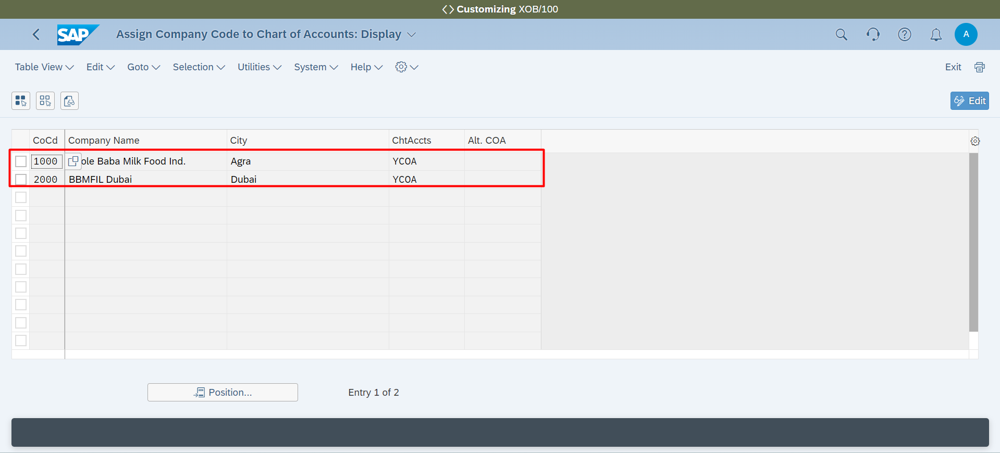 Customizing XOB/100
SAP Assign Company Code to Chart of Accounts: Display A
Table View Edit Goto Selection Utilities System Help Exit
Edit
CoCd Company Name City ChtAccts Alt. COA
1000 ole Baba Milk Food Ind. Agra YCOA
2000 BBMFIL Dubai Dubai YCOA
Position... Entry 1 of 2